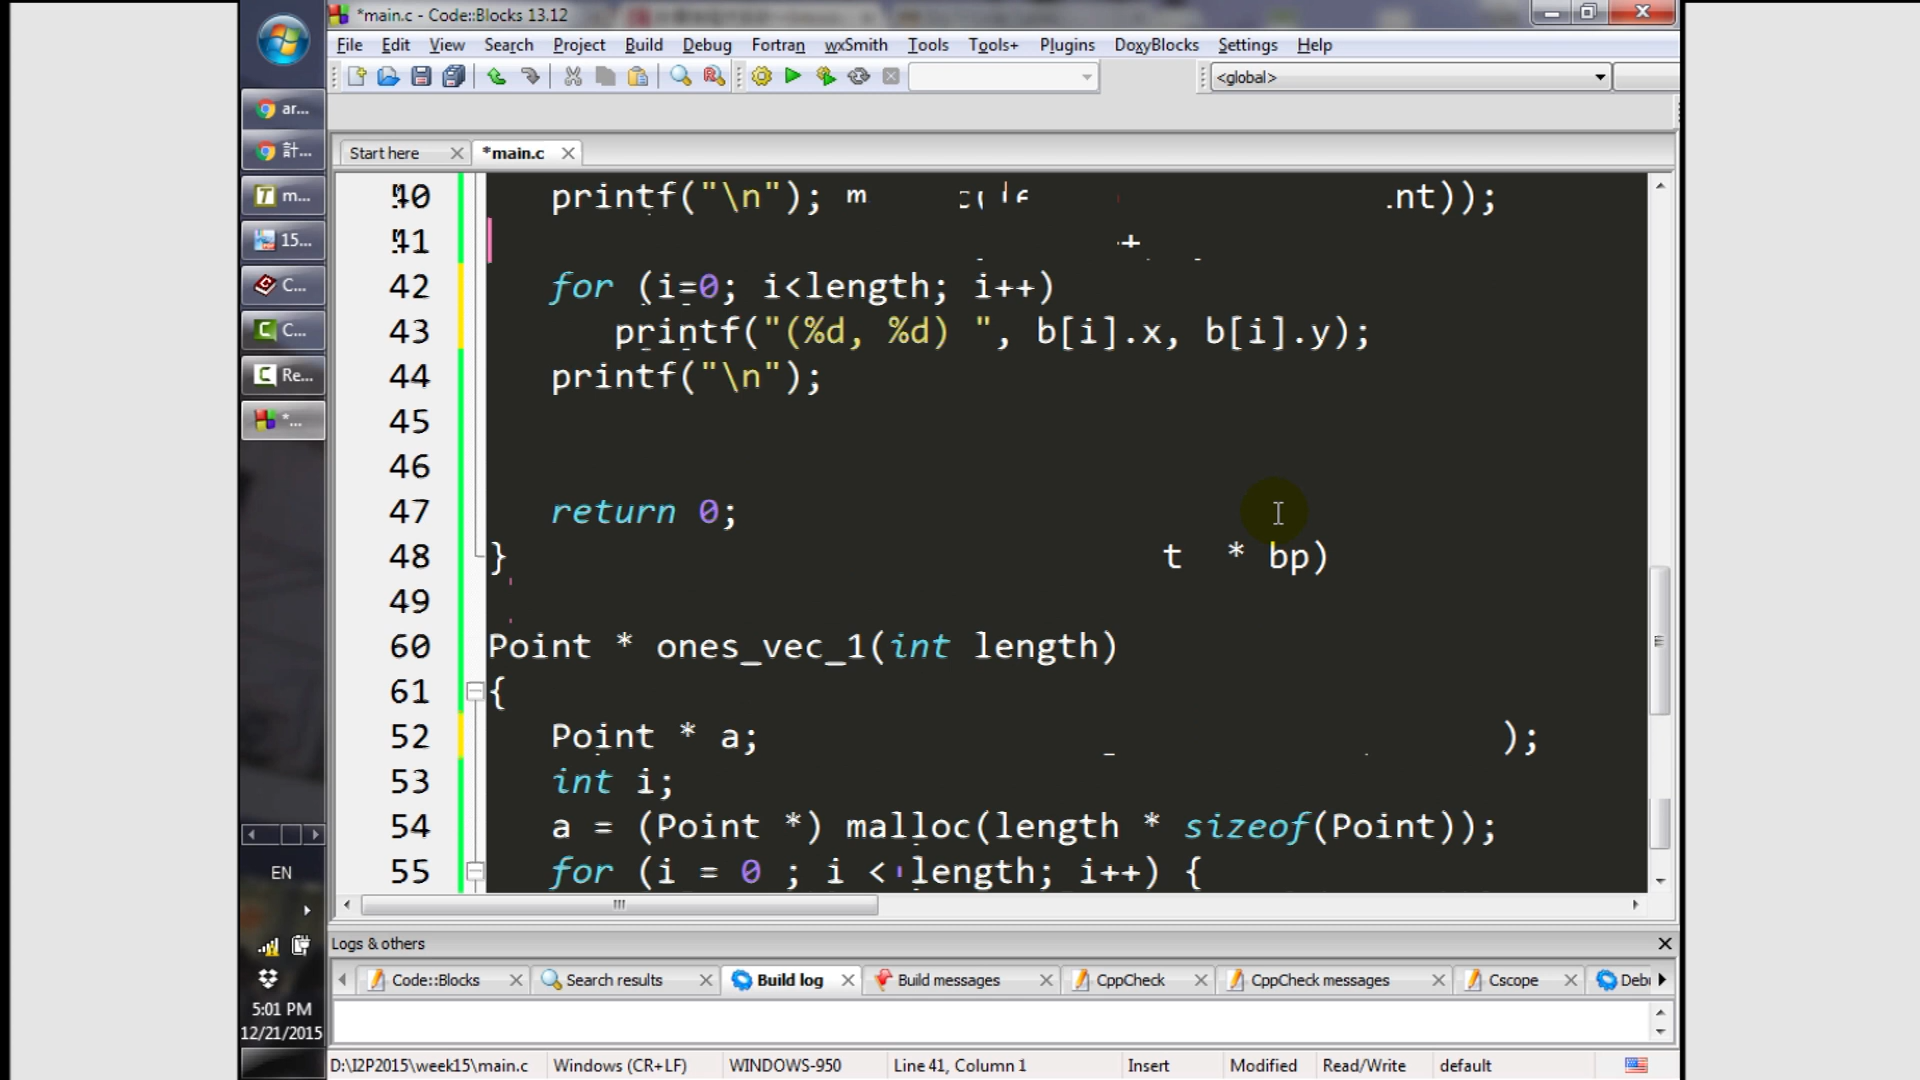 *main.c - Code::Blocks 13.12
File Edit View Search Project Build Debug Fortran wxSmith Tools Tools+ Plugins DoxyBlocks Settings Help
<global>
Start here *main.c
ar...
計...
m...
15...
C...
C...
Re...
*...
40 printf("\n"); nt));
41 +
42 for (i=0; i<length; i++)
43 printf("(%d, %d) ", b[i].x, b[i].y);
44 printf("\n");
45
46
47 return 0;
48 } t * bp)
49
60 Point * ones_vec_1(int length)
61 {
52 Point * a; );
53 int i;
54 a = (Point *) malloc(length * sizeof(Point));
55 for (i = 0 ; i < length; i++) {
EN
5:01 PM
12/21/2015
Logs & others
Code::Blocks Search results Build log Build messages CppCheck CppCheck messages Cscope Deb
D:\I2P2015\week15\main.c Windows (CR+LF) WINDOWS-950 Line 41, Column 1 Insert Modified Read/Write default